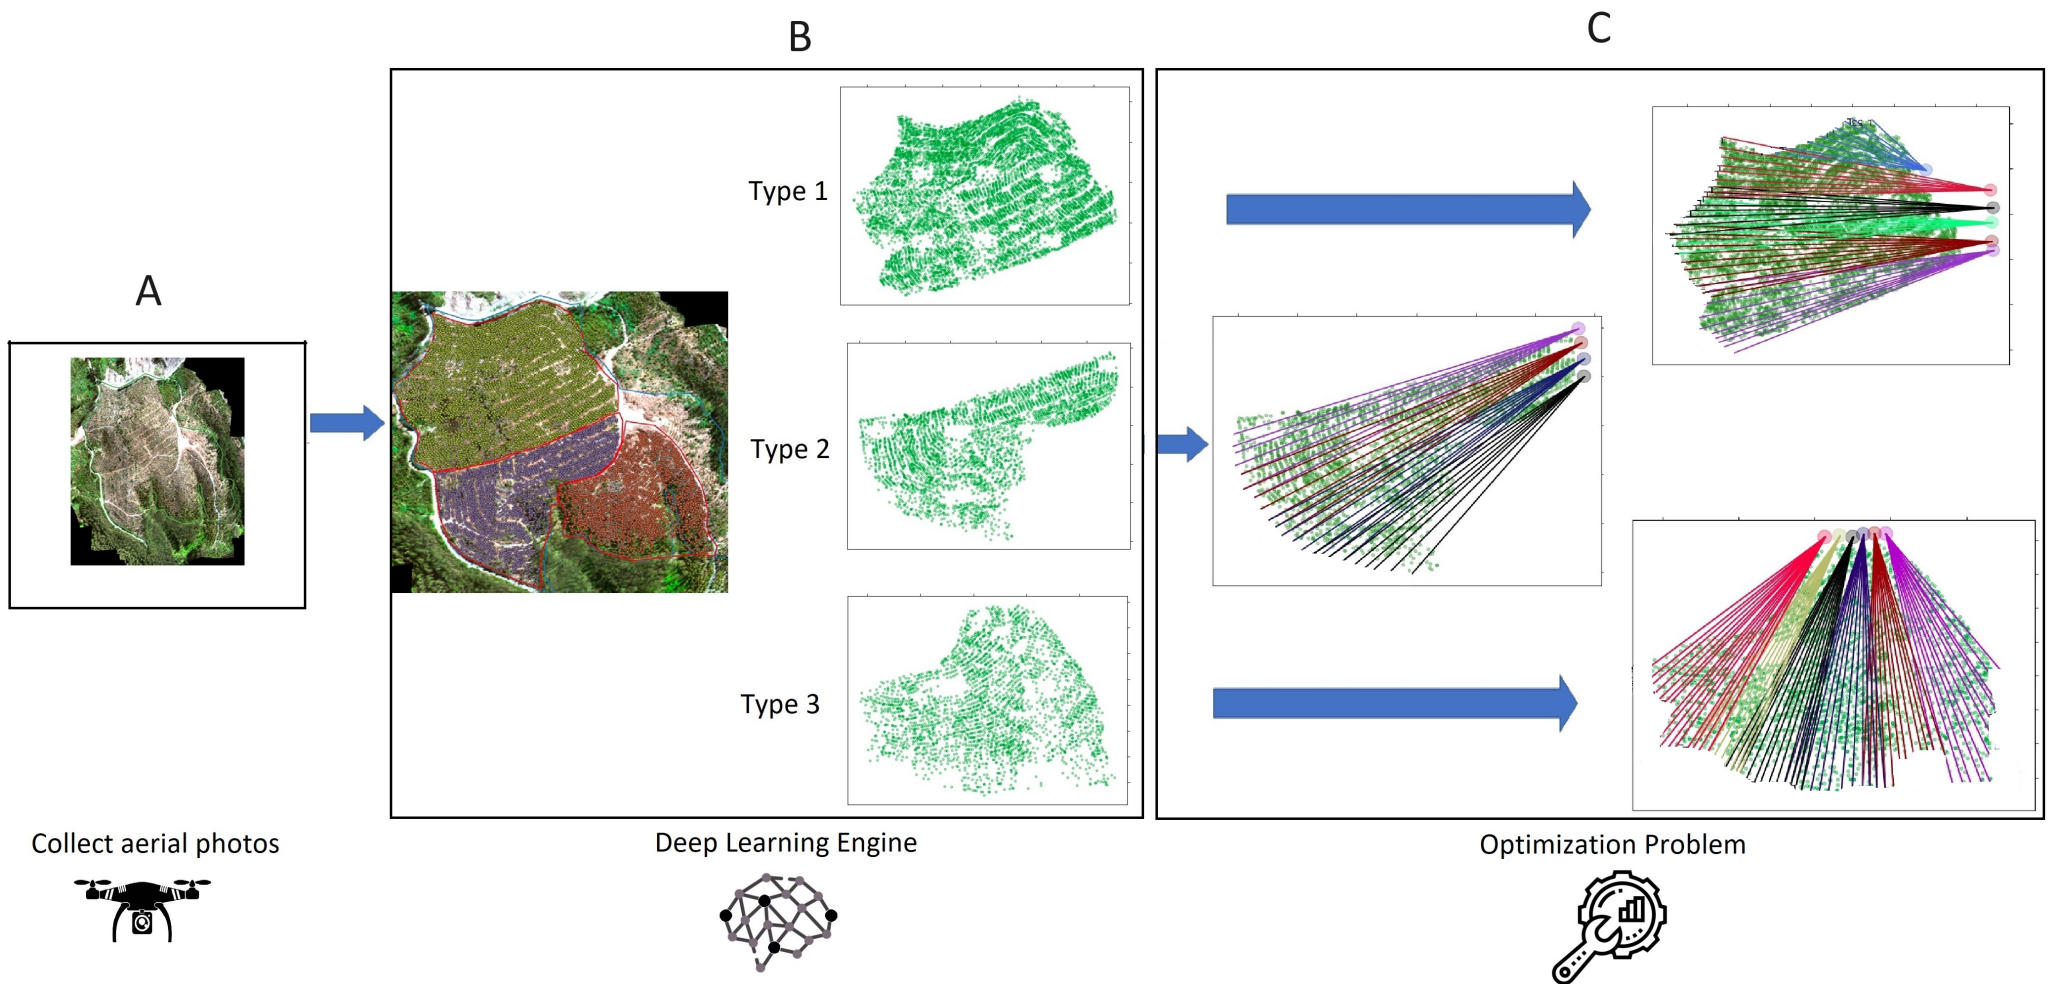 A
B
C
Type 1
Type 2
Type 3
Collect aerial photos
Deep Learning Engine
Optimization Problem